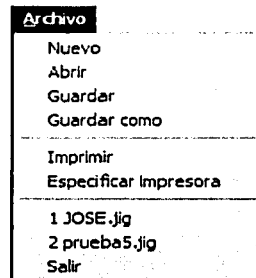 Archivo
Nuevo
Abrir
Guardar
Guardar como
Imprimir
Especificar Impresora
1 JOSE.jig
2 prueba5.jig
Salir